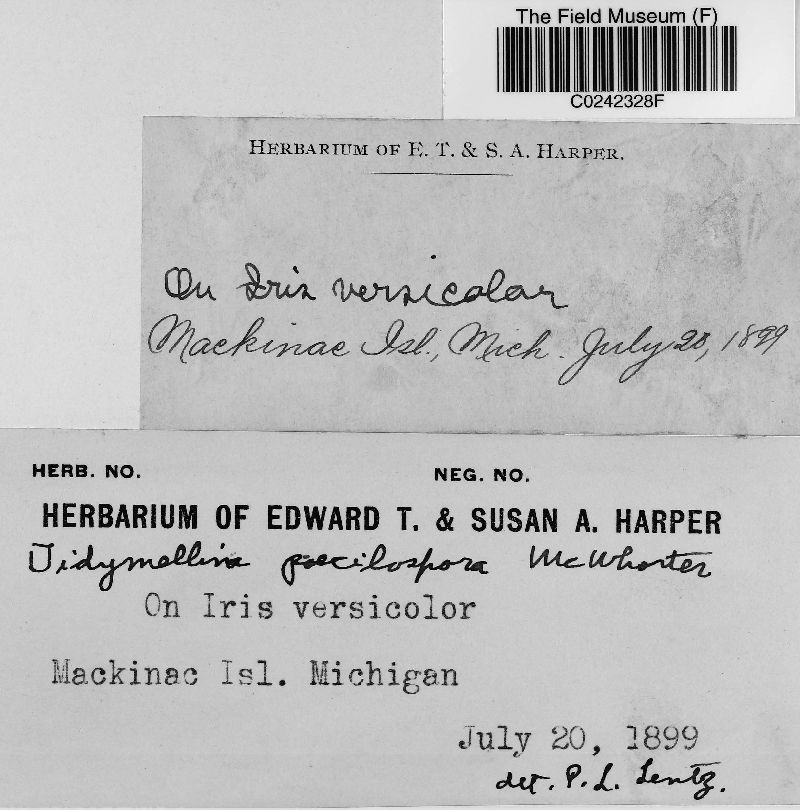 The Field Museum (F)
C0242328F
HERBARIUM OF E. T. & S. A. HARPER.
On Iris versicolor
Mackinac Isl., Mich. July 20, 1899
HERB. NO. NEG. NO.
HERBARIUM OF EDWARD T. & SUSAN A. HARPER
Didymellina poecilospora McWhorter
On Iris versicolor
Mackinac Isl. Michigan
July 20, 1899
det. P. L. Lentz.